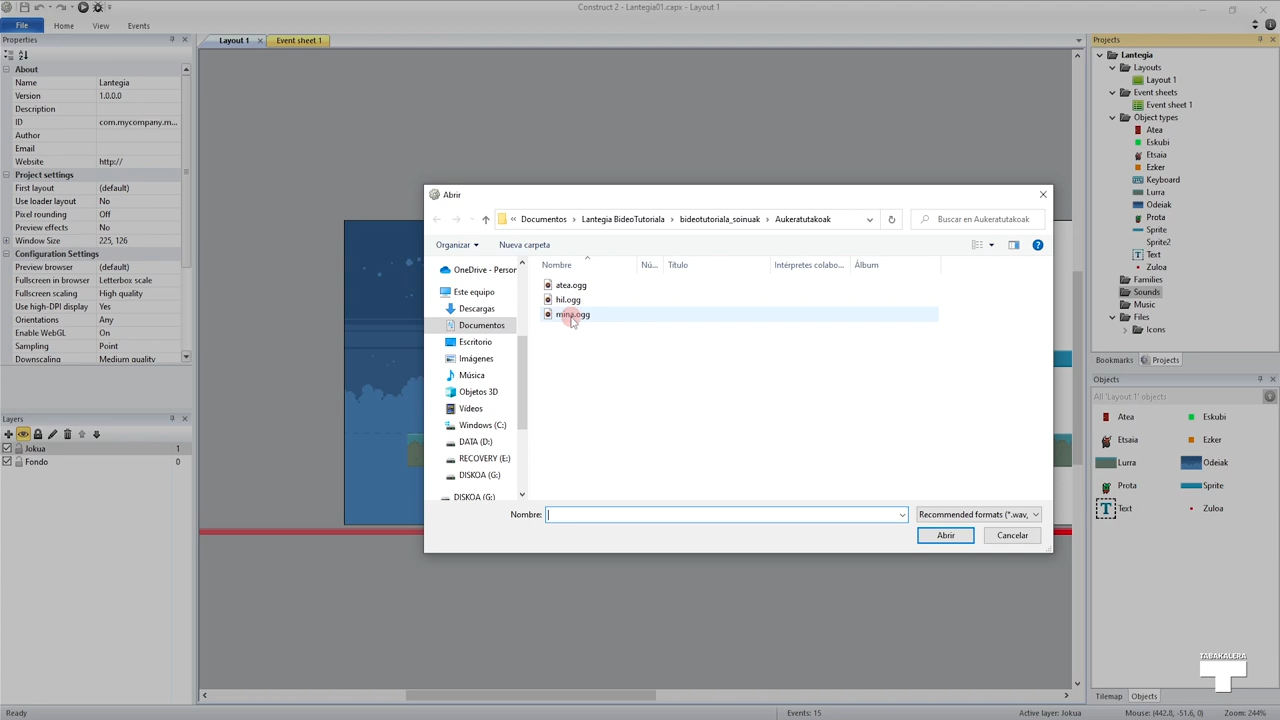 Construct 2 - Lantegia01.capx - Layout 1
File Home View Events
Properties
Layout 1 Event sheet 1
Projects
About
Name Lantegia
Version 1.0.0.0
Description
ID com.mycompany.m...
Author
Email
Website http://
Project settings
First layout (default)
Use loader layout No
Pixel rounding Off
Preview effects No
Window Size 225, 126
Configuration Settings
Preview browser (default)
Fullscreen in browser Letterbox scale
Fullscreen scaling High quality
Use high-DPI display Yes
Orientations Any
Enable WebGL On
Sampling Point
Downscaling Medium quality
Layers
Jokua 1
Fondo 0
Abrir
« Documentos > Lantegia BideoTutoriala > bideotutoriala_soinuak > Aukeratutakoak
Buscar en Aukeratutakoak
Organizar Nueva carpeta
OneDrive - Person
Este equipo
Descargas
Documentos
Escritorio
Imágenes
Música
Objetos 3D
Vídeos
Windows (C:)
DATA (D:)
RECOVERY (E:)
DISKOA (G:)
DISKOA (G:)
Nombre Nú... Título Intérpretes colabo... Álbum
atea.ogg
hil.ogg
mina.ogg
Nombre:
Recommended formats (*.wav,
Abrir Cancelar
Lantegia
Layouts
Layout 1
Event sheets
Event sheet 1
Object types
Atea
Eskubi
Etsaia
Ezker
Keyboard
Lurra
Odeiak
Prota
Sprite
Sprite2
Text
Zuloa
Families
Sounds
Music
Files
Icons
Bookmarks Projects
Objects
All 'Layout 1' objects
Atea Eskubi
Etsaia Ezker
Lurra Odeiak
Prota Sprite
Text Zuloa
TABAKALERA
Tilemap Objects
Ready Events: 15 Active layer: Jokua Mouse: (442.8, -51.6, 0) Zoom: 244%